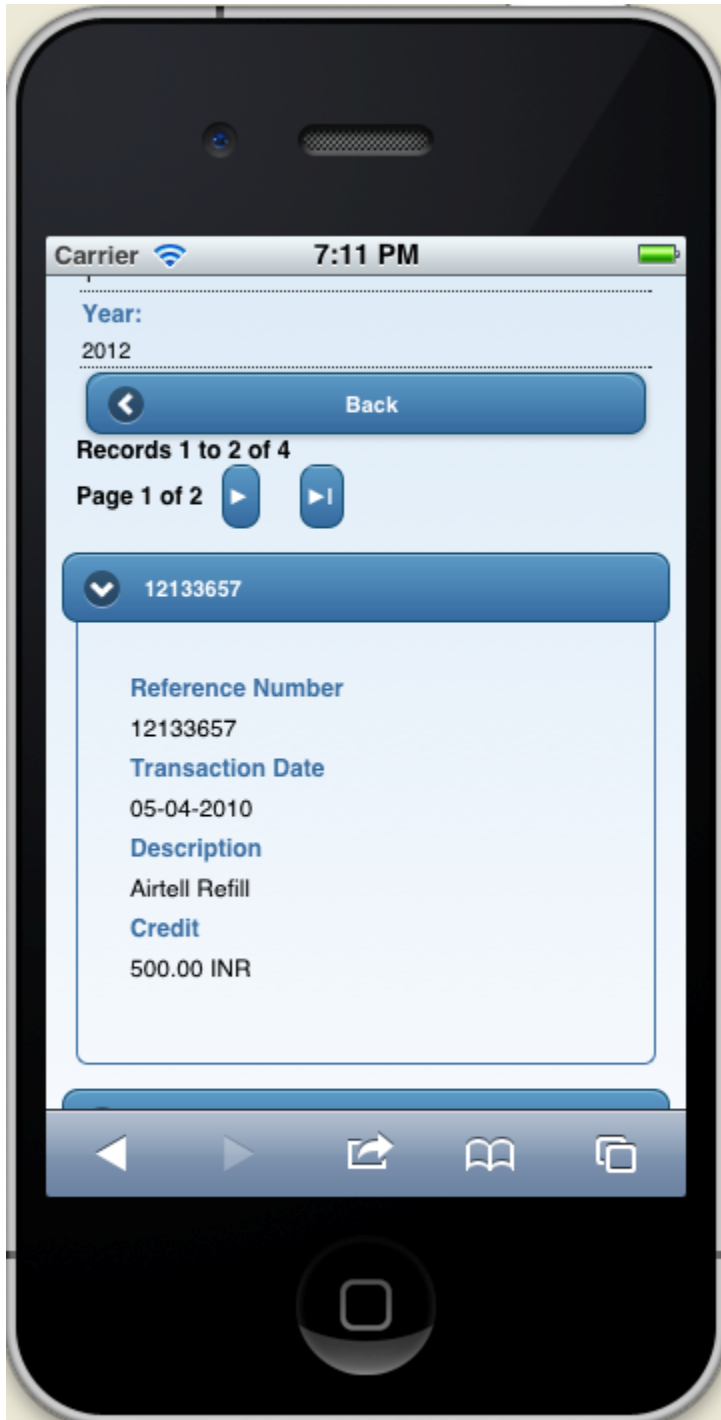 Carrier 7:11 PM
Year:
2012
Back
Records 1 to 2 of 4
Page 1 of 2
12133657
Reference Number
12133657
Transaction Date
05-04-2010
Description
Airtell Refill
Credit
500.00 INR